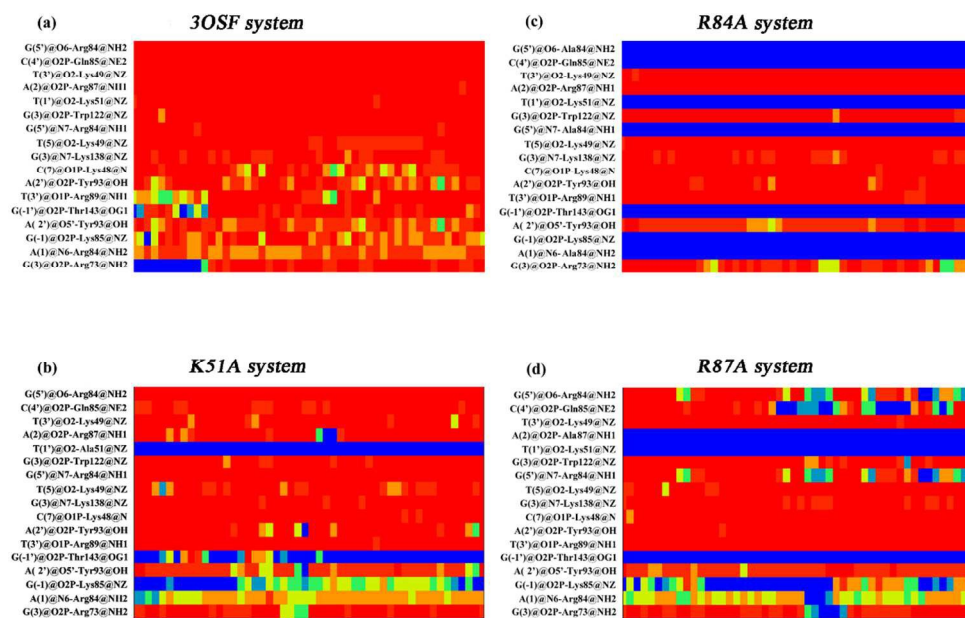 (a)
3OSF system
G(5')@O6-Arg84@NH2
C(4')@O2P-Gln85@NE2
T(3')@O2-Lys49@NZ
A(2)@O2P-Arg87@NH1
T(1')@O2-Lys51@NZ
G(3)@O2P-Trp122@NZ
G(5')@N7-Arg84@NH1
T(5)@O2-Lys49@NZ
G(3)@N7-Lys138@NZ
C(7)@O1P-Lys48@N
A(2')@O2P-Tyr93@OH
T(3')@O1P-Arg89@NH1
G(-1')@O2P-Thr143@OG1
A( 2')@O5'-Tyr93@OH
G(-1)@O2P-Lys85@NZ
A(1)@N6-Arg84@NH2
G(3)@O2P-Arg73@NH2
(c)
R84A system
G(5')@O6-Ala84@NH2
C(4')@O2P-Gln85@NE2
T(3')@O2-Lys49@NZ
A(2)@O2P-Arg87@NH1
T(1')@O2-Lys51@NZ
G(3)@O2P-Trp122@NZ
G(5')@N7- Ala84@NH1
T(5)@O2-Lys49@NZ
G(3)@N7-Lys138@NZ
C(7)@O1P-Lys48@N
A(2')@O2P-Tyr93@OH
T(3')@O1P-Arg89@NH1
G(-1')@O2P-Thr143@OG1
A( 2')@O5'-Tyr93@OH
G(-1)@O2P-Lys85@NZ
A(1)@N6-Ala84@NH2
G(3)@O2P-Arg73@NH2
(b)
K51A system
G(5')@O6-Arg84@NH2
C(4')@O2P-Gln85@NE2
T(3')@O2-Lys49@NZ
A(2)@O2P-Arg87@NH1
T(1')@O2-Ala51@NZ
G(3)@O2P-Trp122@NZ
G(5')@N7-Arg84@NH1
T(5)@O2-Lys49@NZ
G(3)@N7-Lys138@NZ
C(7)@O1P-Lys48@N
A(2')@O2P-Tyr93@OH
T(3')@O1P-Arg89@NH1
G(-1')@O2P-Thr143@OG1
A( 2')@O5'-Tyr93@OH
G(-1)@O2P-Lys85@NZ
A(1)@N6-Arg84@NH2
G(3)@O2P-Arg73@NH2
(d)
R87A system
G(5')@O6-Arg84@NH2
C(4')@O2P-Gln85@NE2
T(3')@O2-Lys49@NZ
A(2)@O2P-Ala87@NH1
T(1')@O2-Lys51@NZ
G(3)@O2P-Trp122@NZ
G(5')@N7-Arg84@NH1
T(5)@O2-Lys49@NZ
G(3)@N7-Lys138@NZ
C(7)@O1P-Lys48@N
A(2')@O2P-Tyr93@OH
T(3')@O1P-Arg89@NH1
G(-1')@O2P-Thr143@OG1
A( 2')@O5'-Tyr93@OH
G(-1)@O2P-Lys85@NZ
A(1)@N6-Arg84@NH2
G(3)@O2P-Arg73@NH2